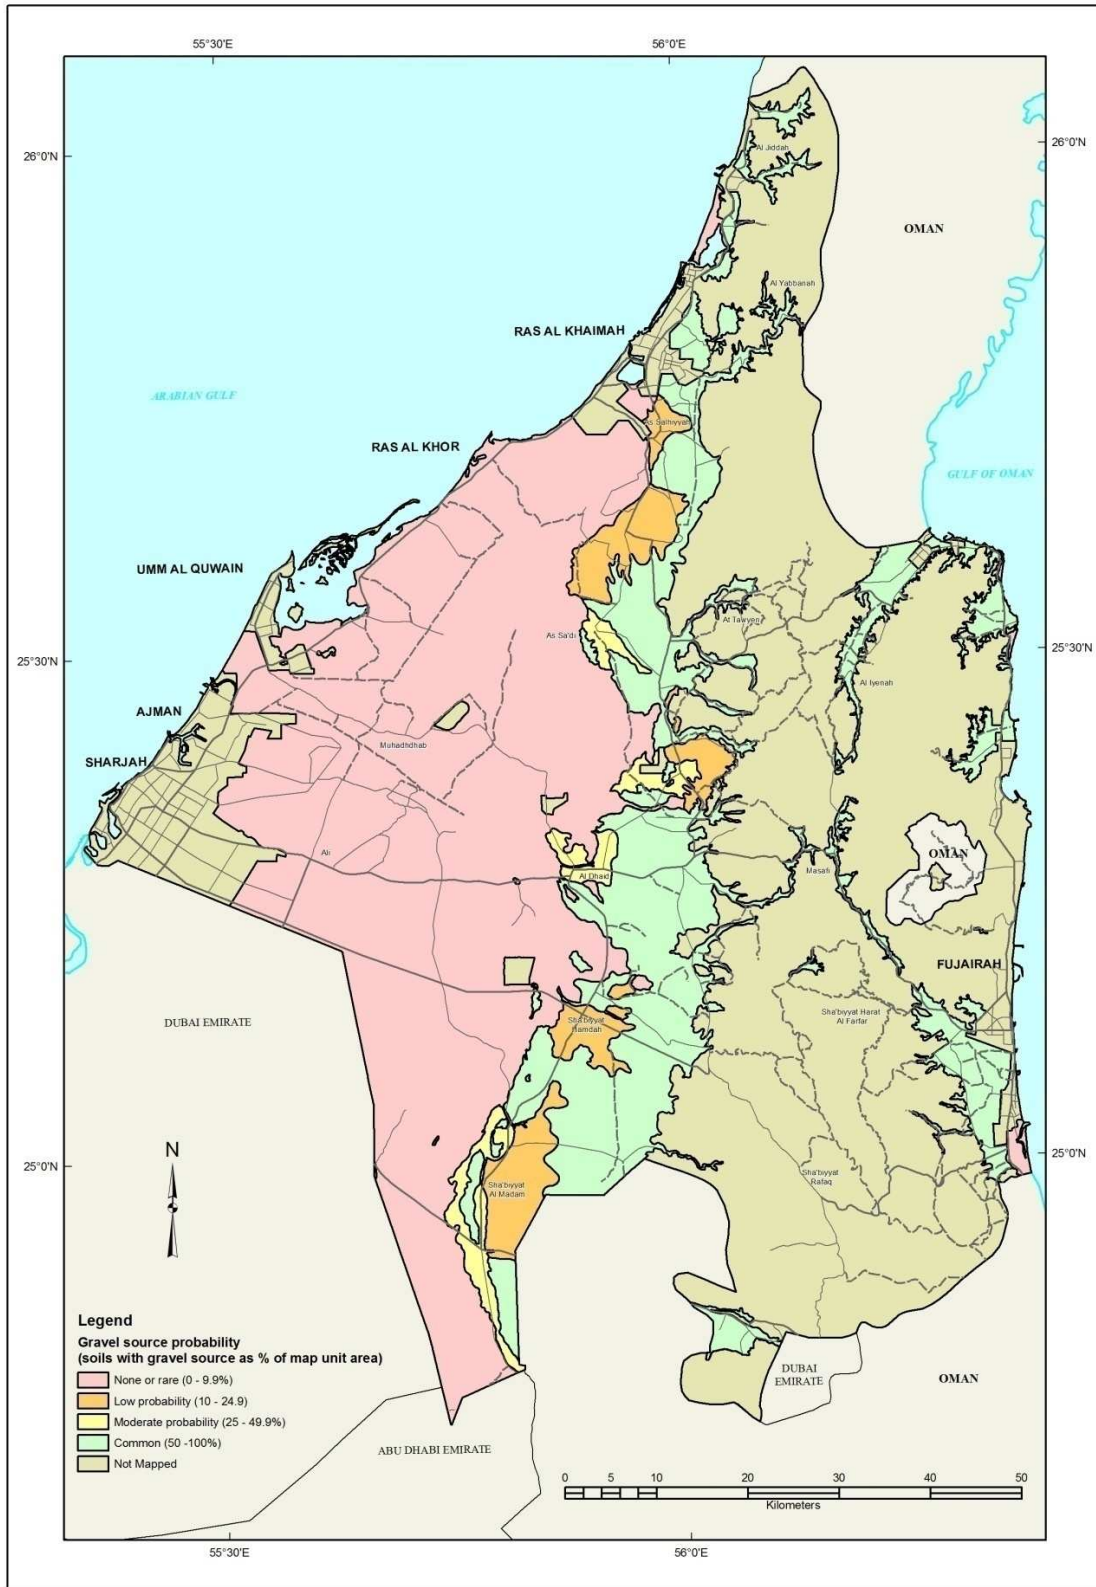 55°30'E
56°0'E
26°0'N
26°0'N
Al Jiddah
OMAN
Al Yabbanah
RAS AL KHAIMAH
ARABIAN GULF
As Salhiyyah
RAS AL KHOR
GULF OF OMAN
UMM AL QUWAIN
At Tawyen
As Sa'di
25°30'N
25°30'N
Al Iyenah
AJMAN
Muhadhdhab
SHARJAH
Ali
OMAN
Masafi
Al Dhaid
FUJAIRAH
DUBAI EMIRATE
Sha'biyyat
Hamdah
Sha'biyyat Harat
Al Farfar
N
25°0'N
25°0'N
Sha'biyyat
Rafaq
Sha'biyyat
Al Madam
Legend
Gravel source probability
(soils with gravel source as % of map unit area)
None or rare (0 - 9.9%)
Low probability (10 - 24.9)
Moderate probability (25 - 49.9%)
Common (50 -100%)
Not Mapped
DUBAI
EMIRATE
OMAN
ABU DHABI EMIRATE
0 5 10 20 30 40 50
Kilometers
55°30'E
56°0'E